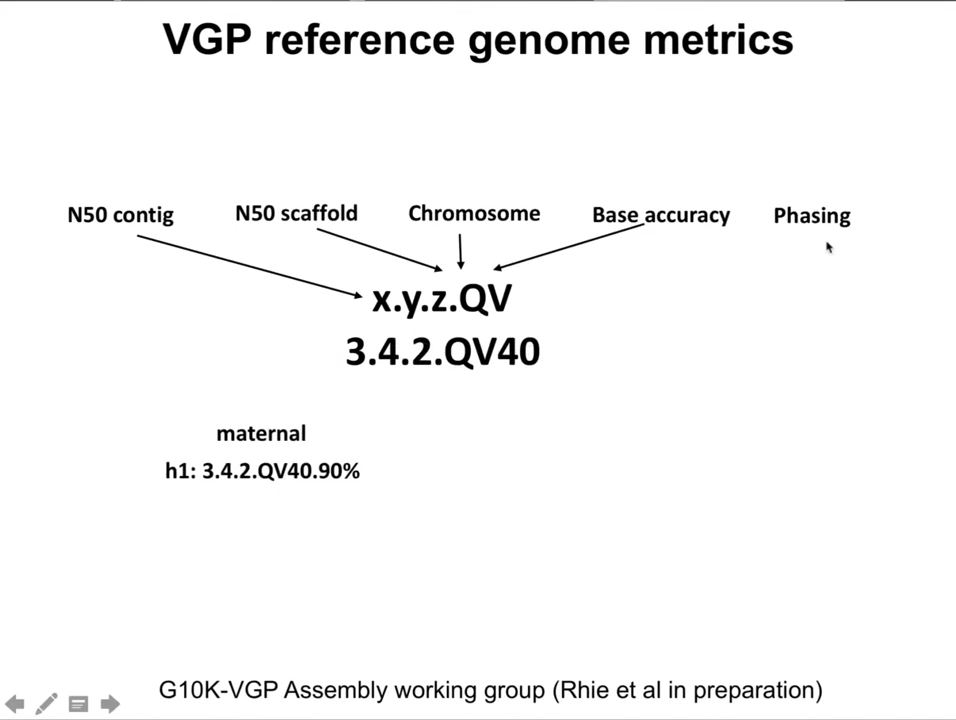 VGP reference genome metrics
N50 contig N50 scaffold Chromosome Base accuracy Phasing
x.y.z.QV
3.4.2.QV40
maternal
h1: 3.4.2.QV40.90%
G10K-VGP Assembly working group (Rhie et al in preparation)